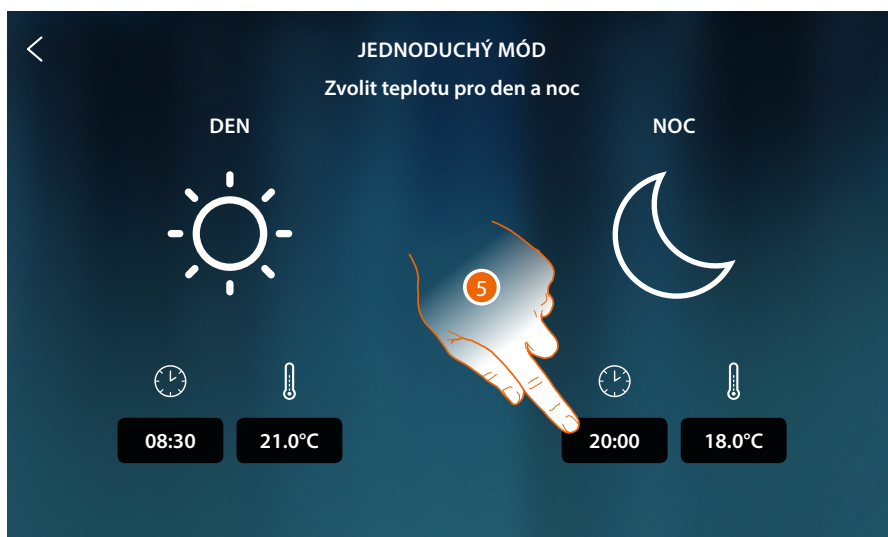 JEDNODUCHÝ MÓD
Zvolit teplotu pro den a noc
DEN
NOC
5
08:30
21.0°C
20:00
18.0°C